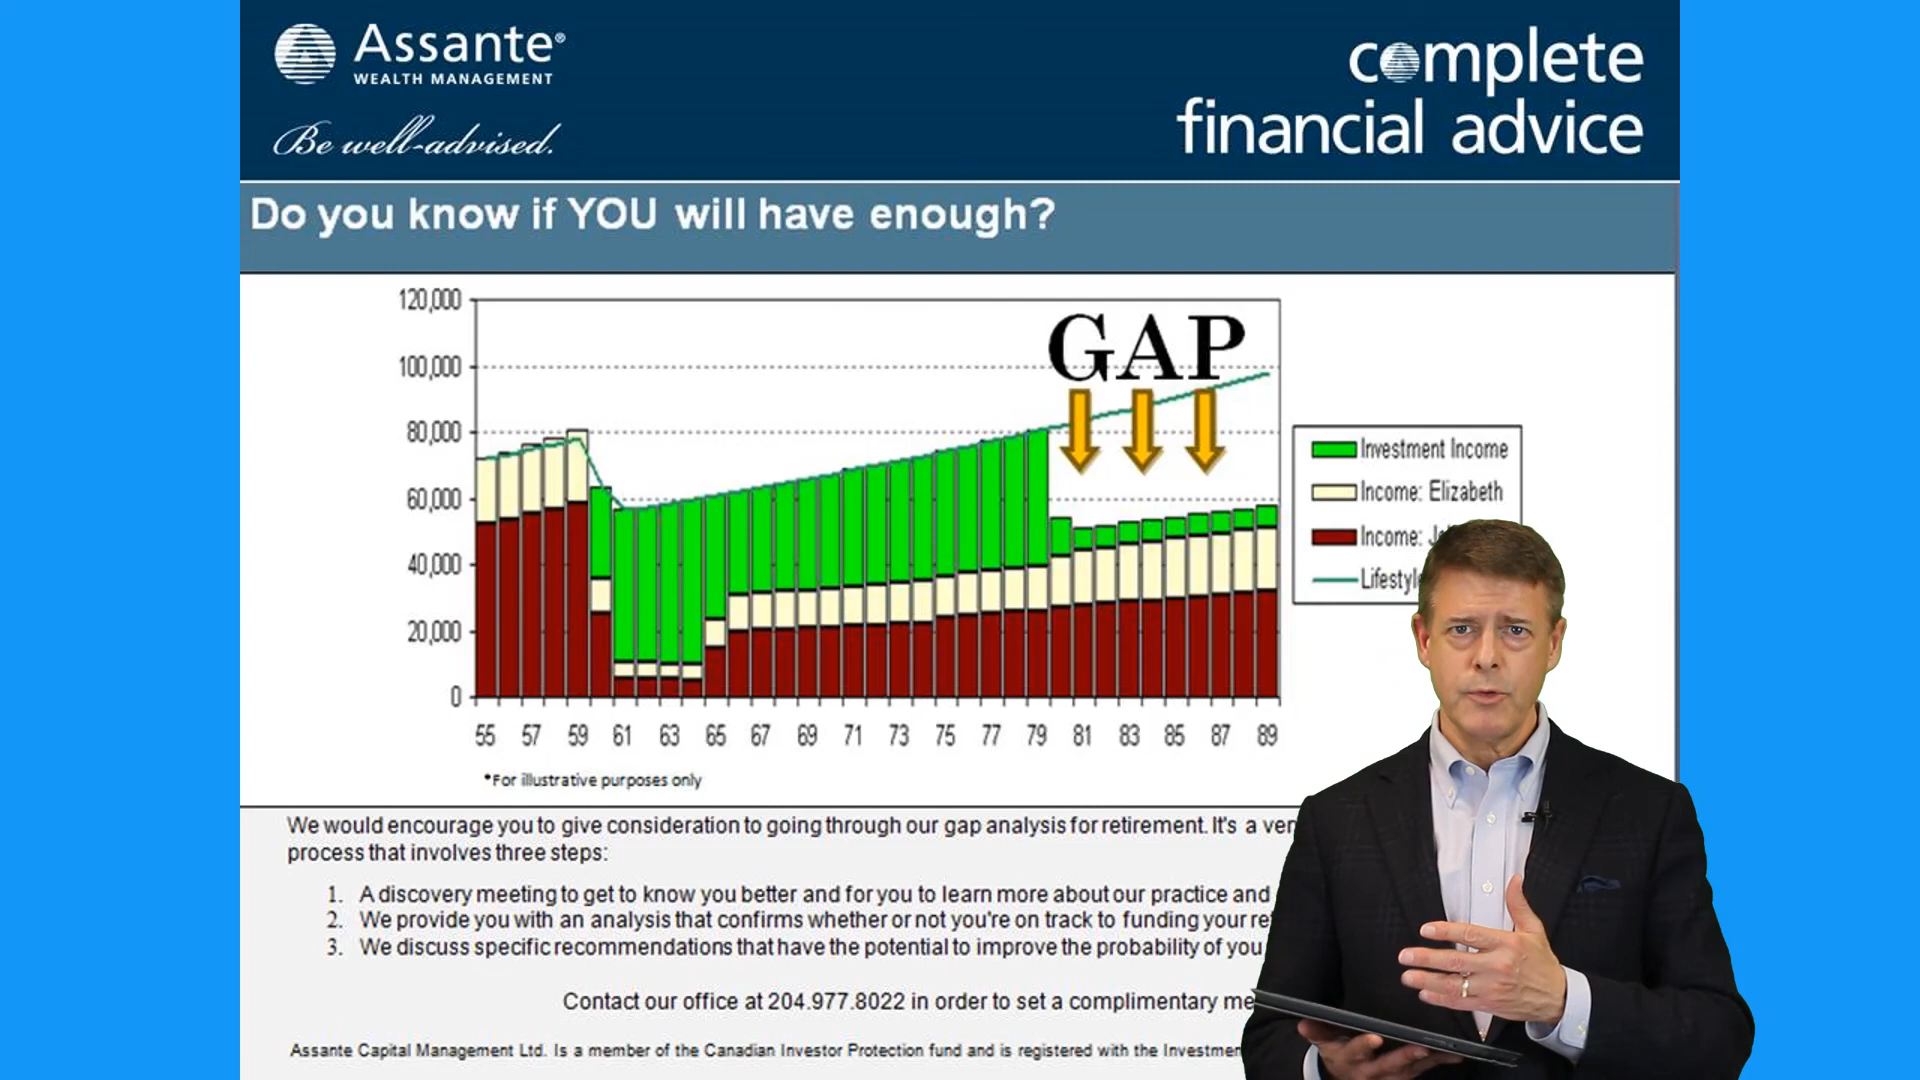 Assante®
WEALTH MANAGEMENT
Be well-advised.
complete
financial advice
Do you know if YOU will have enough?
120,000
100,000
80,000
60,000
40,000
20,000
0
GAP
55 57 59 61 63 65 67 69 71 73 75 77 79 81 83 85 87 89
Investment Income
Income: Elizabeth
Income:
*For illustrative purposes only
We would encourage you to give consideration to going through our gap analysis for retirement. It's a
process that involves three steps:
1. A discovery meeting to get to know you better and for you to learn more about our practice and
2. We provide you with an analysis that confirms whether or not you're on track to funding your
3. We discuss specific recommendations that have the potential to improve the probability of you
Contact our office at 204.977.8022 in order to set a complimentary
Assante Capital Management Ltd. Is a member of the Canadian Investor Protection fund and is registered with the